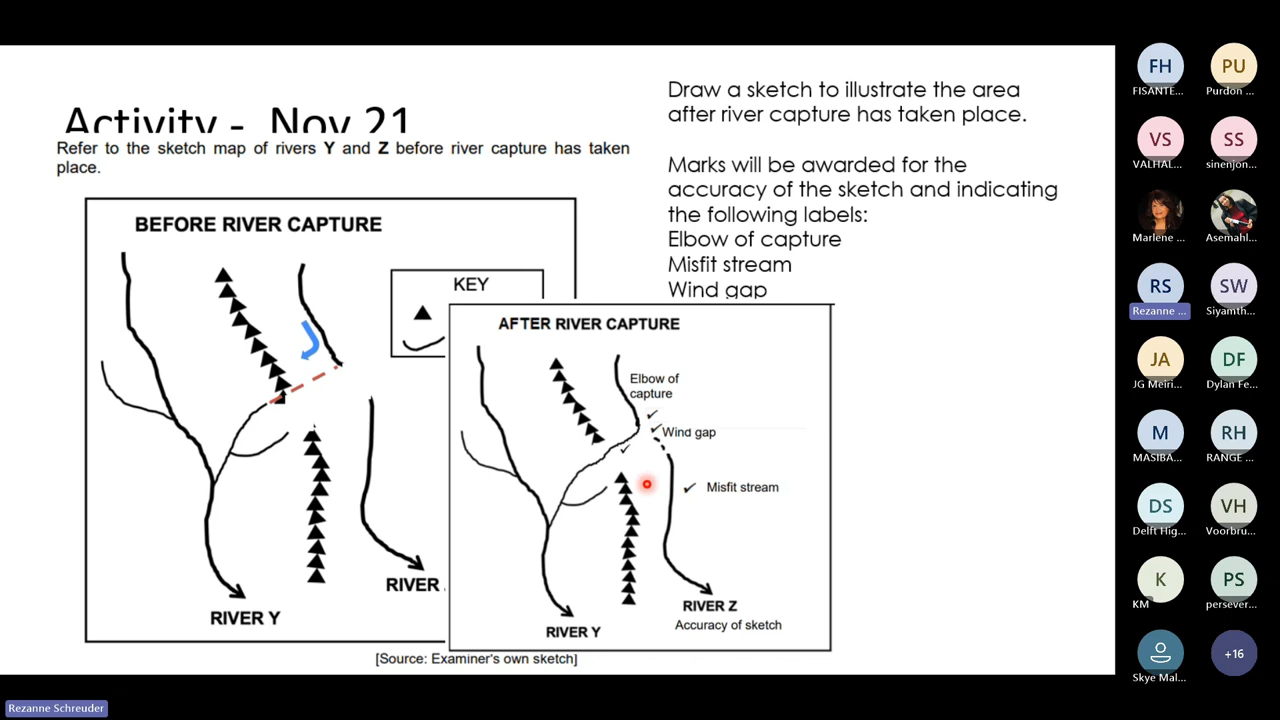 Activity - Nov 21
Refer to the sketch map of rivers Y and Z before river capture has taken
place.
BEFORE RIVER CAPTURE
KEY
RIVER Y
RIVER
[Source: Examiner's own sketch]
Draw a sketch to illustrate the area
after river capture has taken place.
Marks will be awarded for the
accuracy of the sketch and indicating
the following labels:
Elbow of capture
Misfit stream
Wind gap
AFTER RIVER CAPTURE
Elbow of
capture
Wind gap
Misfit stream
RIVER Z
Accuracy of sketch
RIVER Y
FH
FISANTE...
PU
Purdon ...
VS
VALHAL...
SS
sinenjon...
Marlene ...
Asemahl...
RS
Rezanne ...
SW
Siyamth...
JA
JG Meiri...
DF
Dylan Fe...
M
MASIBA...
RH
RANGE ...
DS
Delft Hig...
VH
Voorbru...
K
KM
PS
persever...
Skye Mal...
+16
Rezanne Schreuder